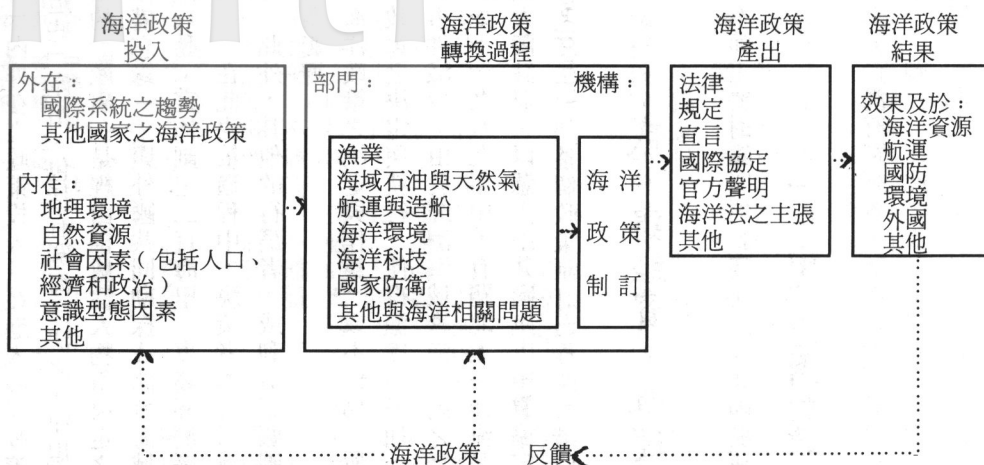 海洋政策
投入
外在：
國際系統之趨勢
其他國家之海洋政策
內在：
地理環境
自然資源
社會因素（包括人口、
經濟和政治）
意識型態因素
其他
海洋政策
轉換過程
部門：
機構：
漁業
海域石油與天然氣
航運與造船
海洋環境
海洋科技
國家防衛
其他與海洋相關問題
海洋
政策
制訂
海洋政策
產出
法律
規定
宣言
國際協定
官方聲明
海洋法之主張
其他
海洋政策
結果
效果及於：
海洋資源
航運
國防
環境
外國
其他
海洋政策 反饋